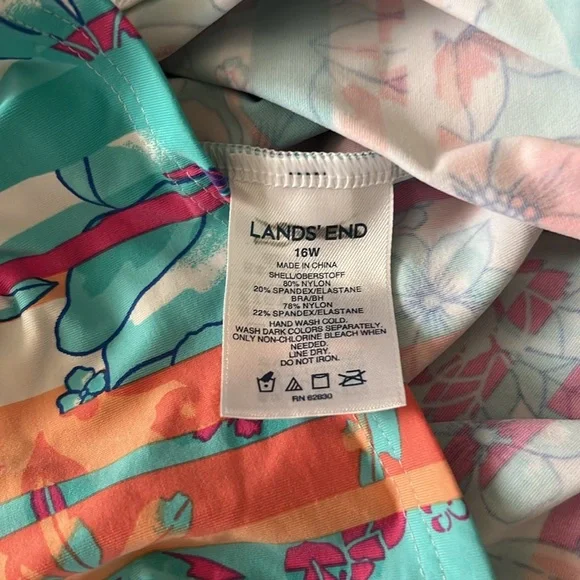 LANDS' END
16W
MADE IN CHINA
SHELL/OBERSTOFF
80% NYLON
20% SPANDEX/ELASTANE
BRA/BH
78% NYLON
22% SPANDEX/ELASTANE
HAND WASH COLD.
WASH DARK COLORS SEPARATELY.
ONLY NON-CHLORINE BLEACH WHEN
NEEDED.
LINE DRY.
DO NOT IRON.
RN 62830